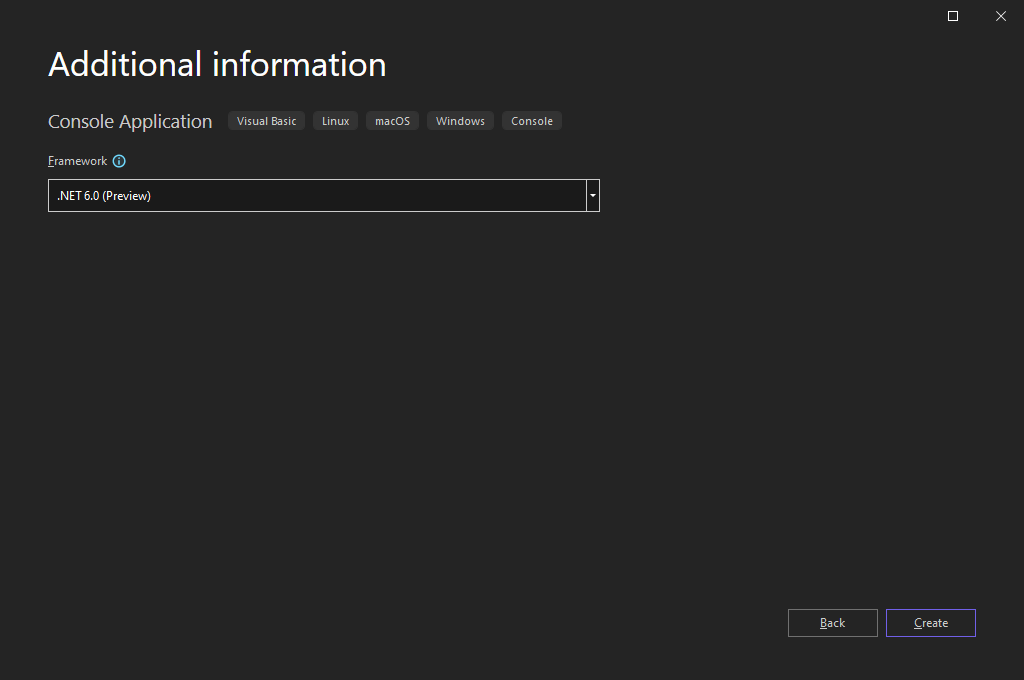 Additional information
Console Application Visual Basic Linux macOS Windows Console
Framework
.NET 6.0 (Preview)
Back Create